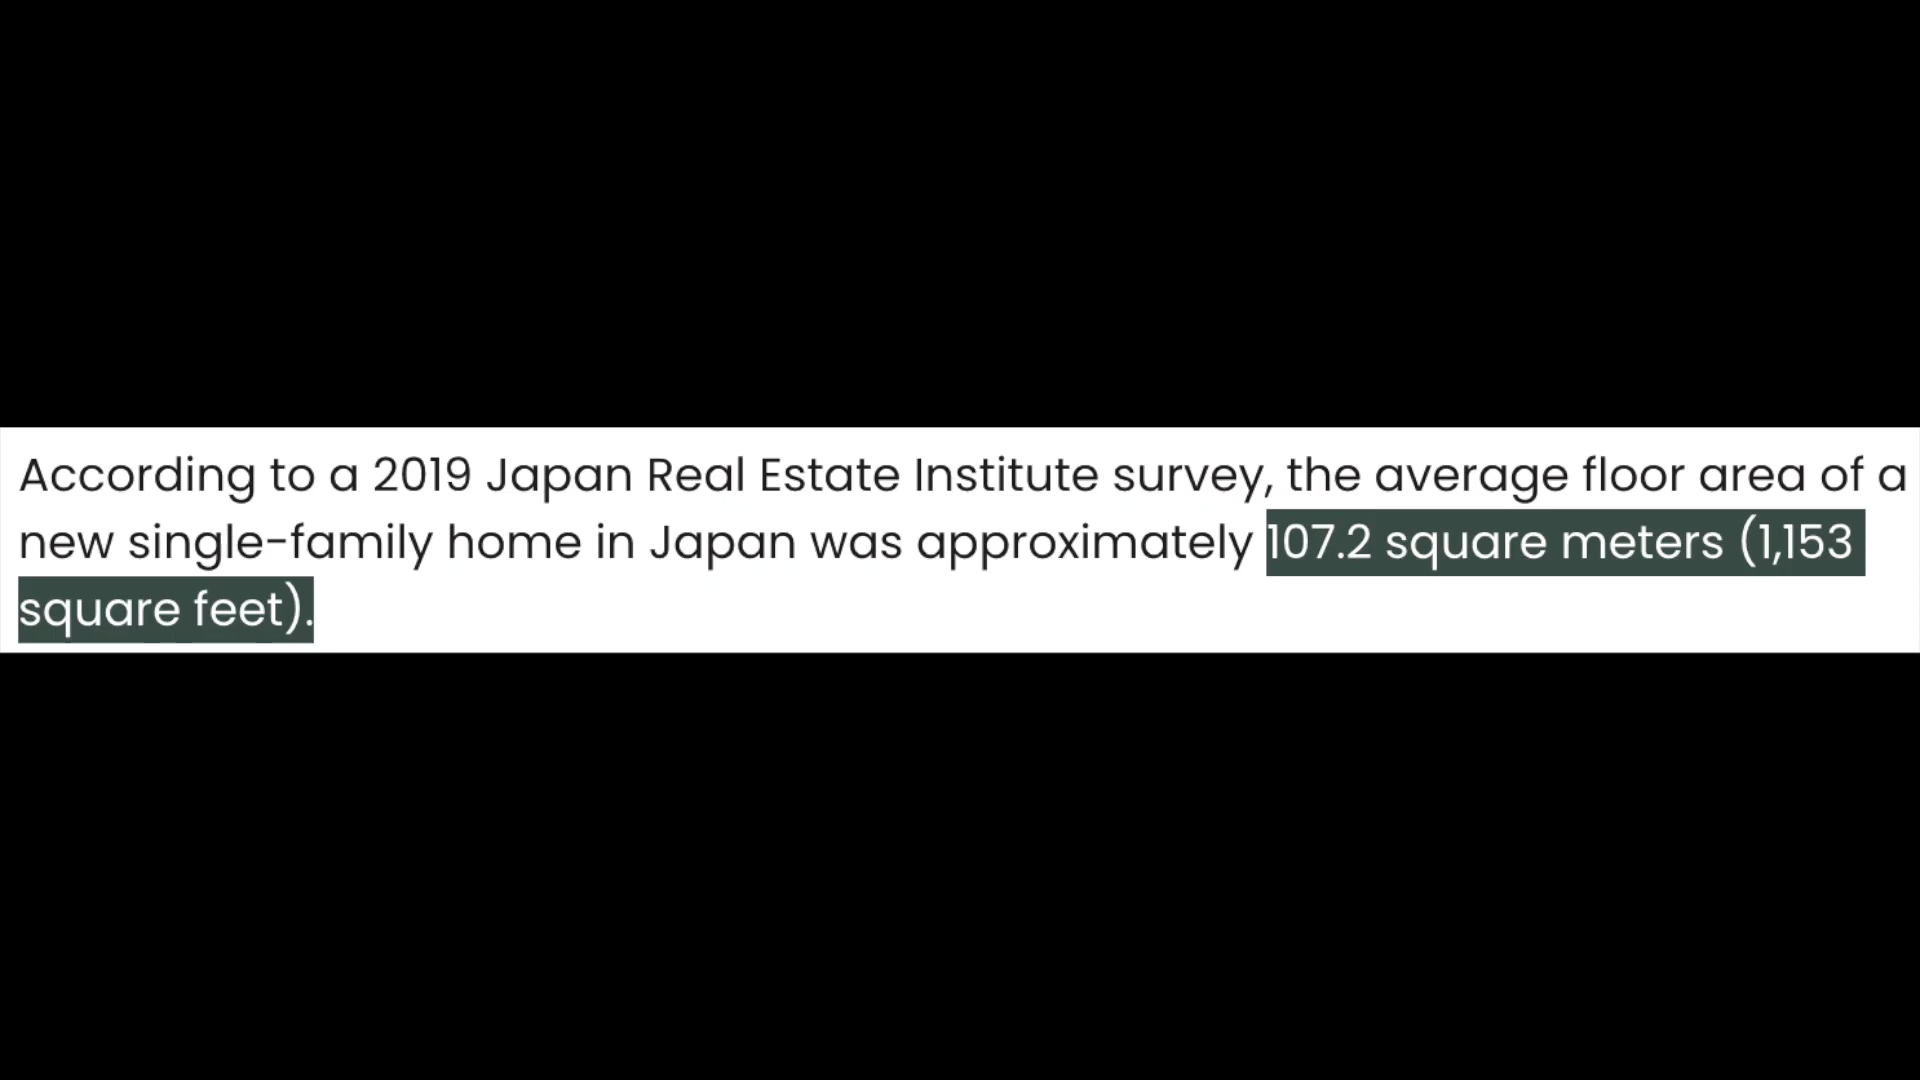 According to a 2019 Japan Real Estate Institute survey, the average floor area of a
new single-family home in Japan was approximately 107.2 square meters (1,153
square feet).